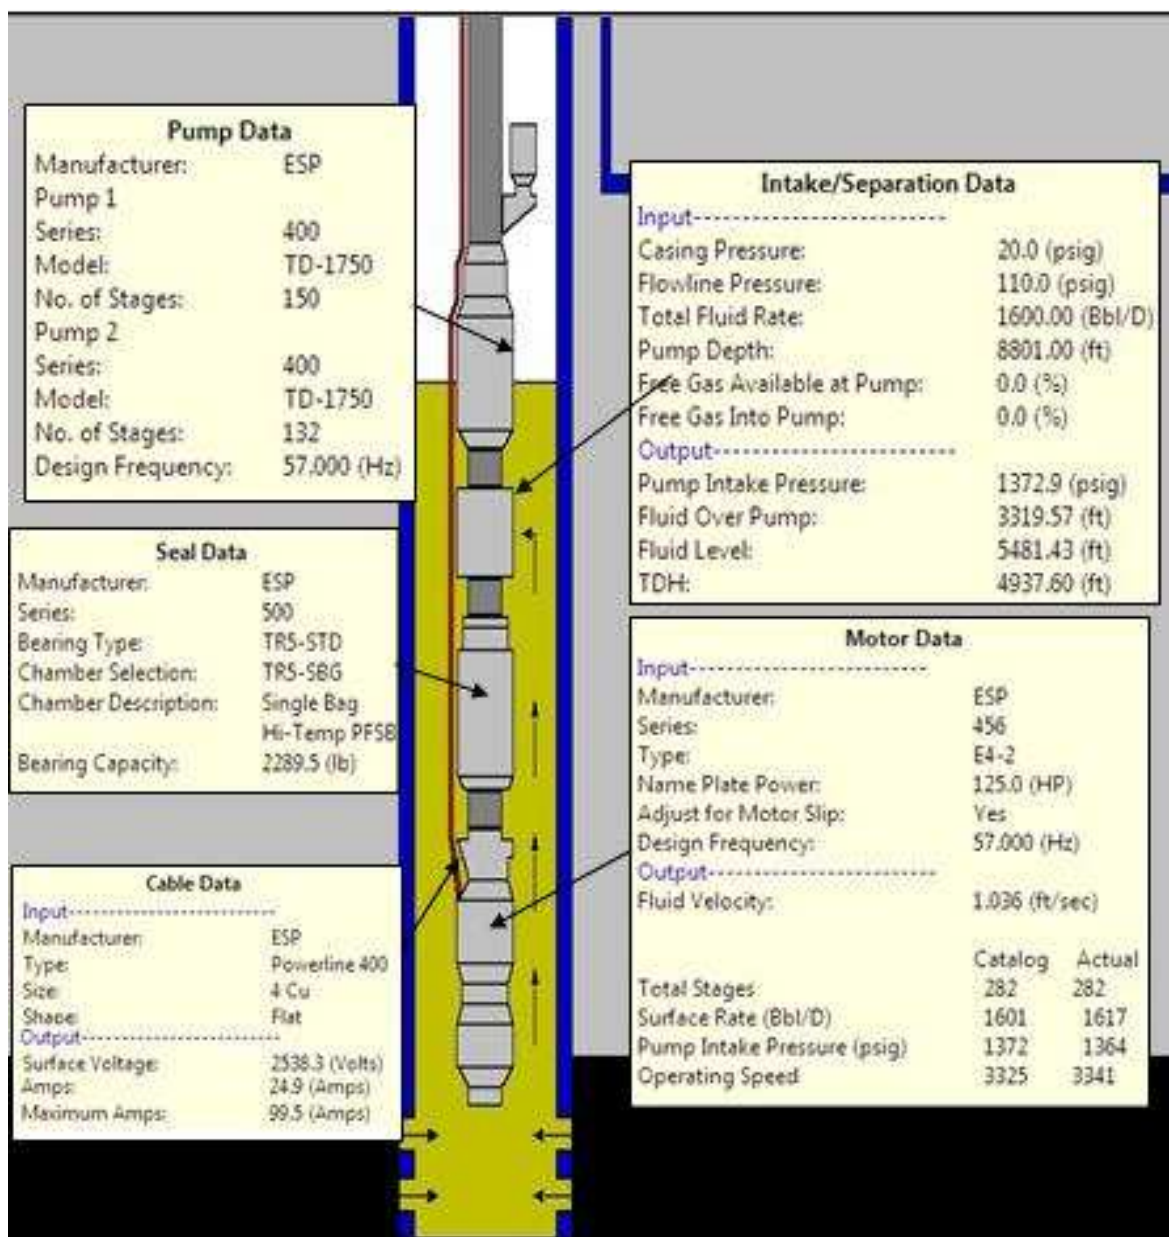 Pump Data
Manufacturer: ESP
Pump 1
Series: 400
Model: TD-1750
No. of Stages: 150
Pump 2
Series: 400
Model: TD-1750
No. of Stages: 132
Design Frequency: 57.000 (Hz)
Seal Data
Manufacturer: ESP
Series: 500
Bearing Type: TR5-STD
Chamber Selection: TR5-SBG
Chamber Description: Single Bag
Hi-Temp PFSB
Bearing Capacity: 2289.5 (lb)
Cable Data
Input
Manufacturer: ESP
Type: Powerline 400
Size: 4 Cu
Shape: Flat
Output
Surface Voltage: 2538.3 (Volts)
Amps: 24.9 (Amps)
Maximum Amps: 99.5 (Amps)
Intake/Separation Data
Input
Casing Pressure: 20.0 (psig)
Flowline Pressure: 110.0 (psig)
Total Fluid Rate: 1600.00 (Bbl/D)
Pump Depth: 8801.00 (ft)
Free Gas Available at Pump: 0.0 (%)
Free Gas Into Pump: 0.0 (%)
Output
Pump Intake Pressure: 1372.9 (psig)
Fluid Over Pump: 3319.57 (ft)
Fluid Level: 5481.43 (ft)
TDH: 4937.60 (ft)
Motor Data
Input
Manufacturer: ESP
Series: 456
Type: E4-2
Name Plate Power: 125.0 (HP)
Adjust for Motor Slip: Yes
Design Frequency: 57.000 (Hz)
Output
Fluid Velocity: 1.036 (ft/sec)
Catalog Actual
Total Stages 282 282
Surface Rate (Bbl/D) 1601 1617
Pump Intake Pressure (psig) 1372 1364
Operating Speed 3325 3341